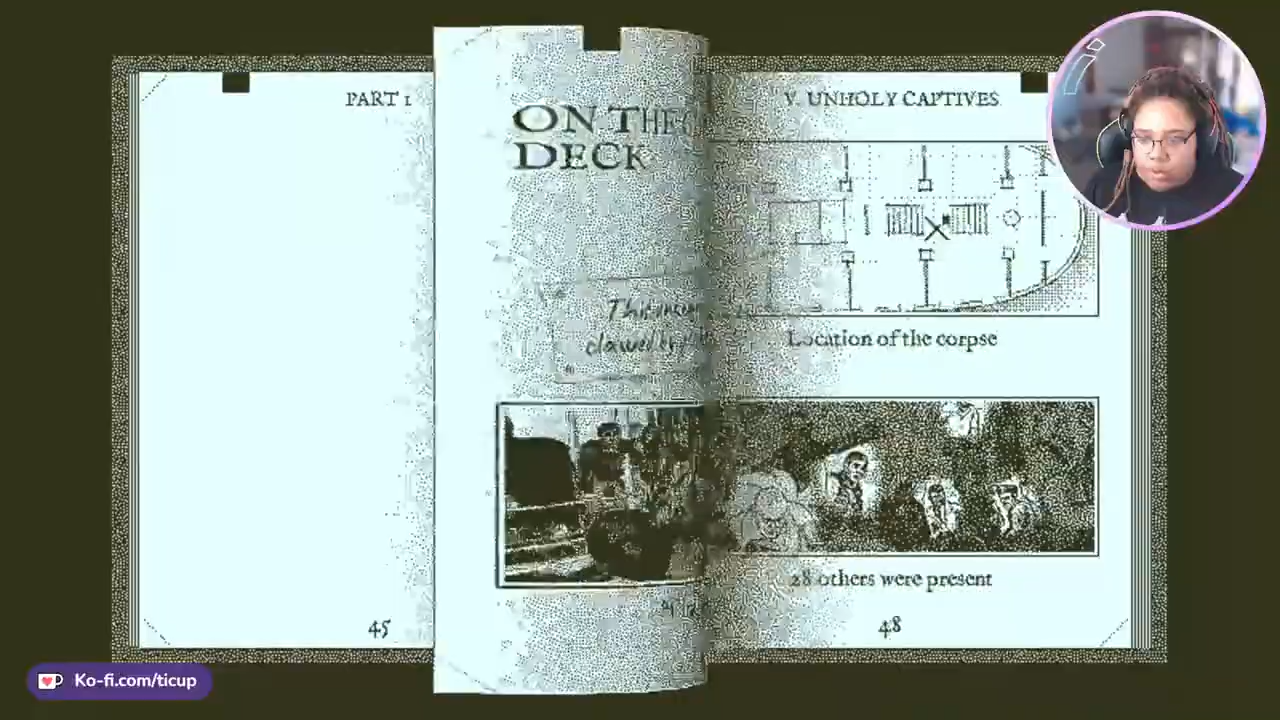 PART 1
V. UNHOLY CAPTIVES
ON THE
DECK
Location of the corpse
28 others were present
45
48
Ko-fi.com/ticup